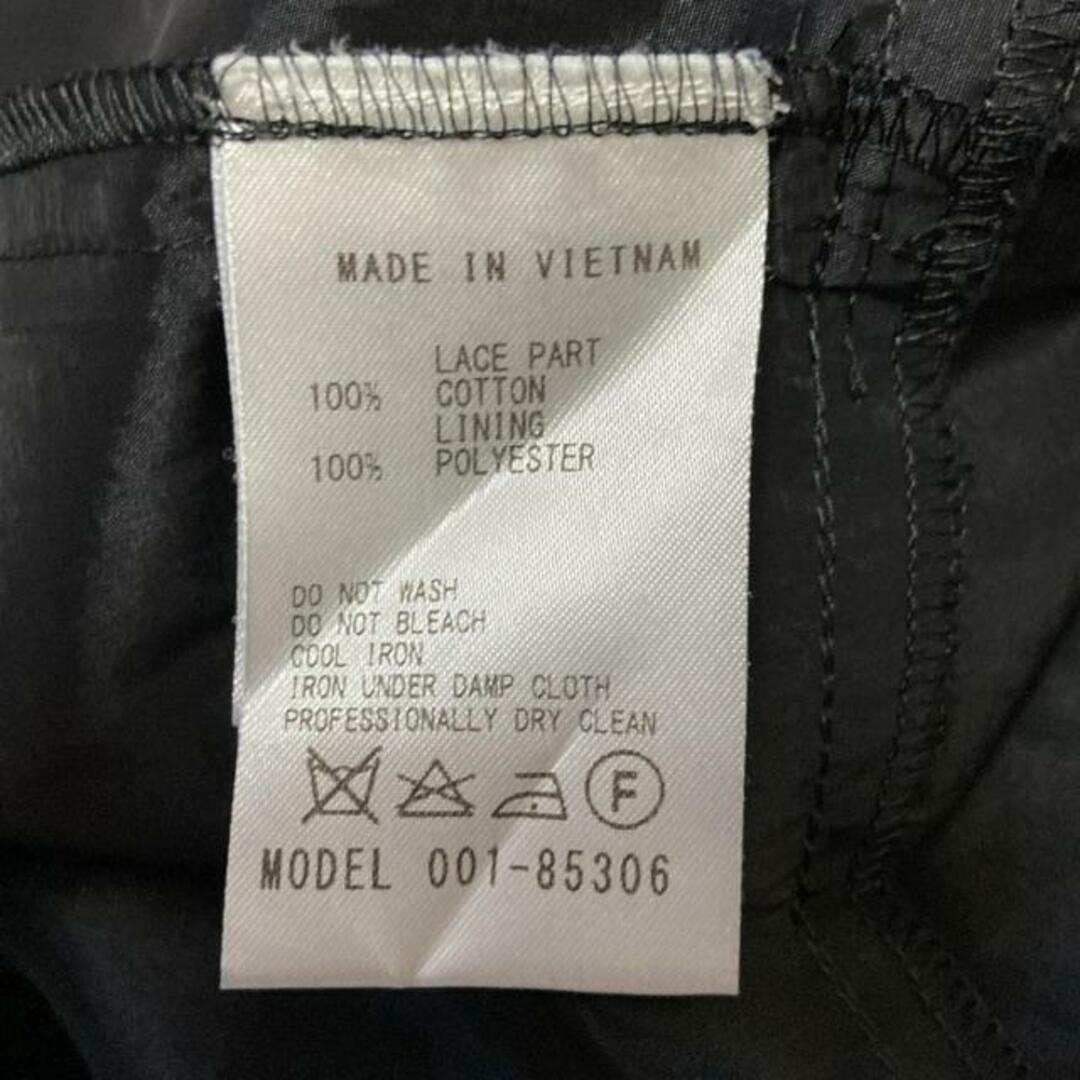 MADE IN VIETNAM
LACE PART
100% COTTON
LINING
100% POLYESTER
DO NOT WASH
DO NOT BLEACH
COOL IRON
IRON UNDER DAMP CLOTH
PROFESSIONALLY DRY CLEAN
F
MODEL 001-85306